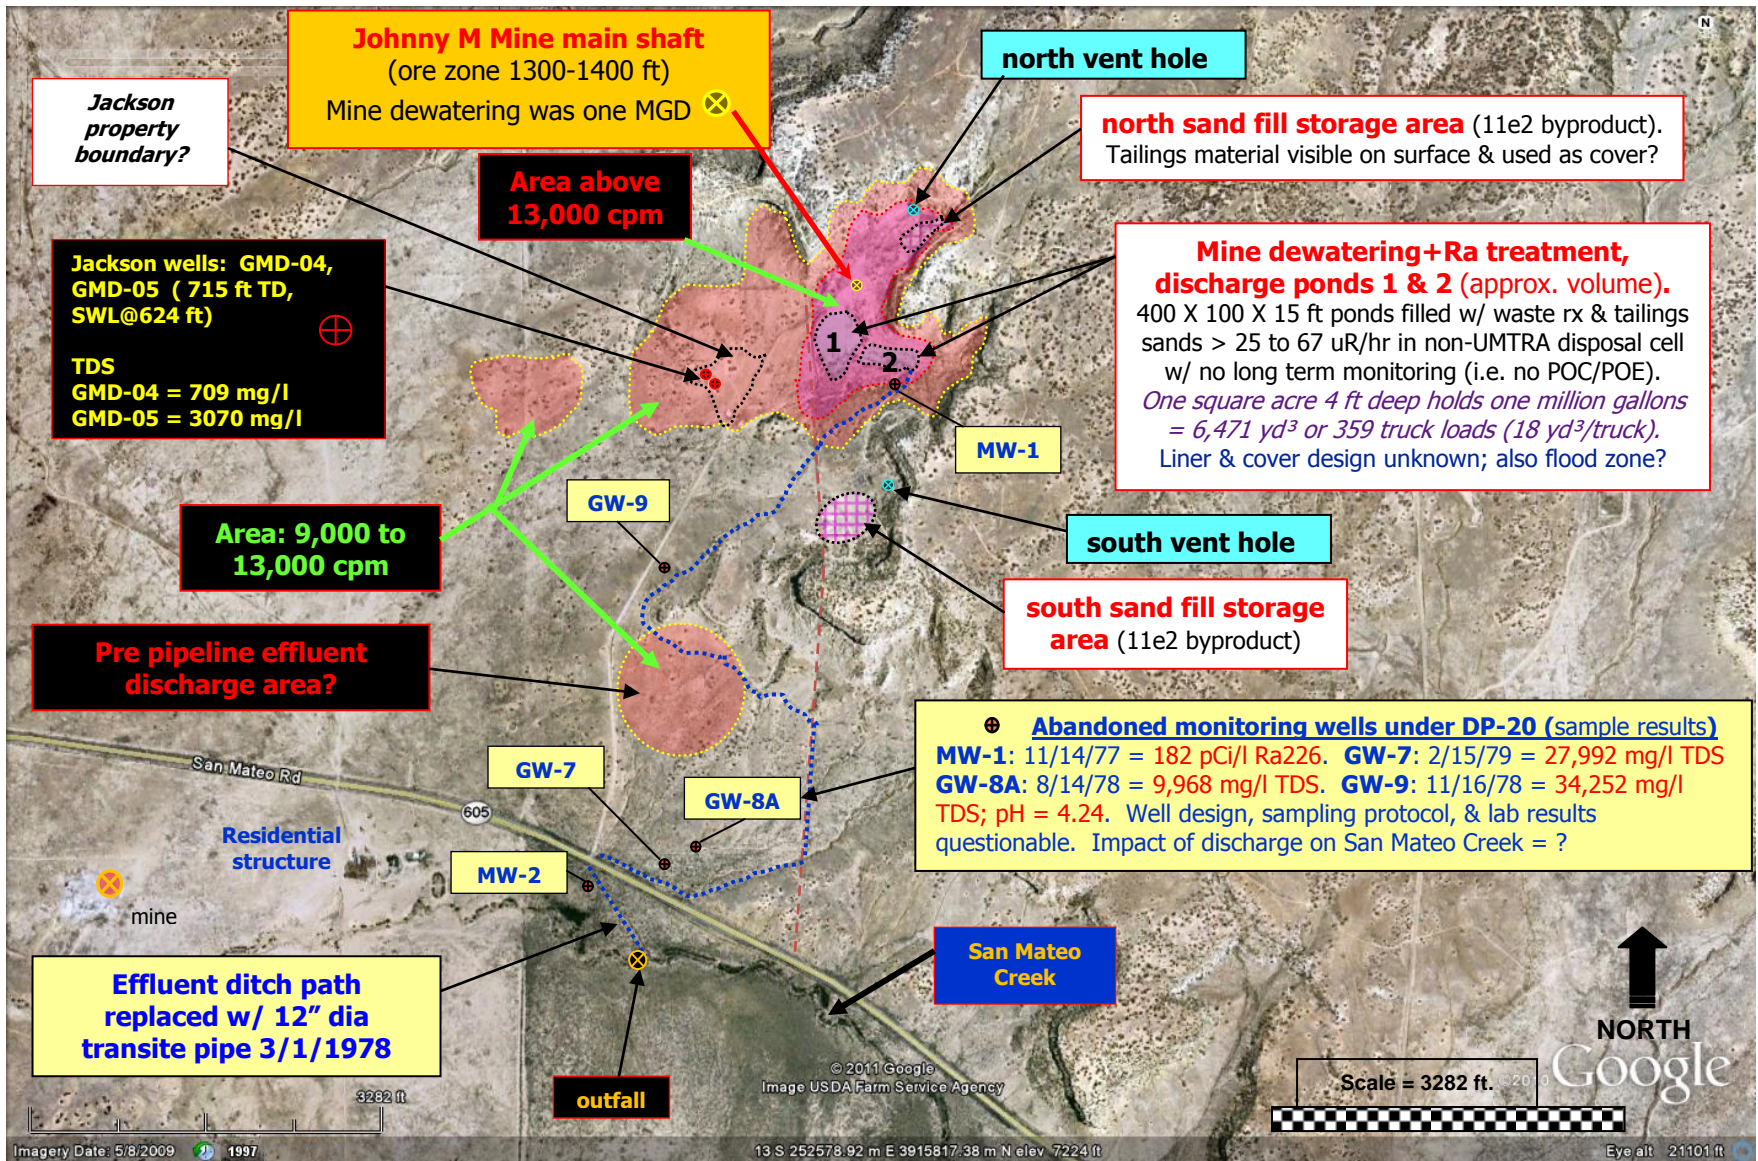 N
Johnny M Mine main shaft
(ore zone 1300-1400 ft)
Mine dewatering was one MGD
north vent hole
Jackson
property
boundary?
north sand fill storage area (11e2 byproduct).
Tailings material visible on surface & used as cover?
Area above
13,000 cpm
Jackson wells: GMD-04,
GMD-05 ( 715 ft TD,
SWL@624 ft)
TDS
GMD-04 = 709 mg/l
GMD-05 = 3070 mg/l
Mine dewatering+Ra treatment,
discharge ponds 1 & 2 (approx. volume).
400 X 100 X 15 ft ponds filled w/ waste rx & tailings
sands > 25 to 67 uR/hr in non-UMTRA disposal cell
w/ no long term monitoring (i.e. no POC/POE).
One square acre 4 ft deep holds one million gallons
= 6,471 yd³ or 359 truck loads (18 yd³/truck).
Liner & cover design unknown; also flood zone?
1
2
MW-1
GW-9
Area: 9,000 to
13,000 cpm
south vent hole
south sand fill storage
area (11e2 byproduct)
Pre pipeline effluent
discharge area?
Abandoned monitoring wells under DP-20 (sample results)
MW-1: 11/14/77 = 182 pCi/l Ra226. GW-7: 2/15/79 = 27,992 mg/l TDS
GW-8A: 8/14/78 = 9,968 mg/l TDS. GW-9: 11/16/78 = 34,252 mg/l
TDS; pH = 4.24. Well design, sampling protocol, & lab results
questionable. Impact of discharge on San Mateo Creek = ?
San Mateo Rd
605
GW-7
GW-8A
Residential
structure
MW-2
mine
Effluent ditch path
replaced w/ 12" dia
transite pipe 3/1/1978
San Mateo
Creek
outfall
NORTH
© 2011 Google
Image USDA Farm Service Agency
©2010 Google
Scale = 3282 ft.
3282 ft
Imagery Date: 5/8/2009 1997
13 S 252578.92 m E 3915817.38 m N elev 7224 ft
Eye alt 21101 ft